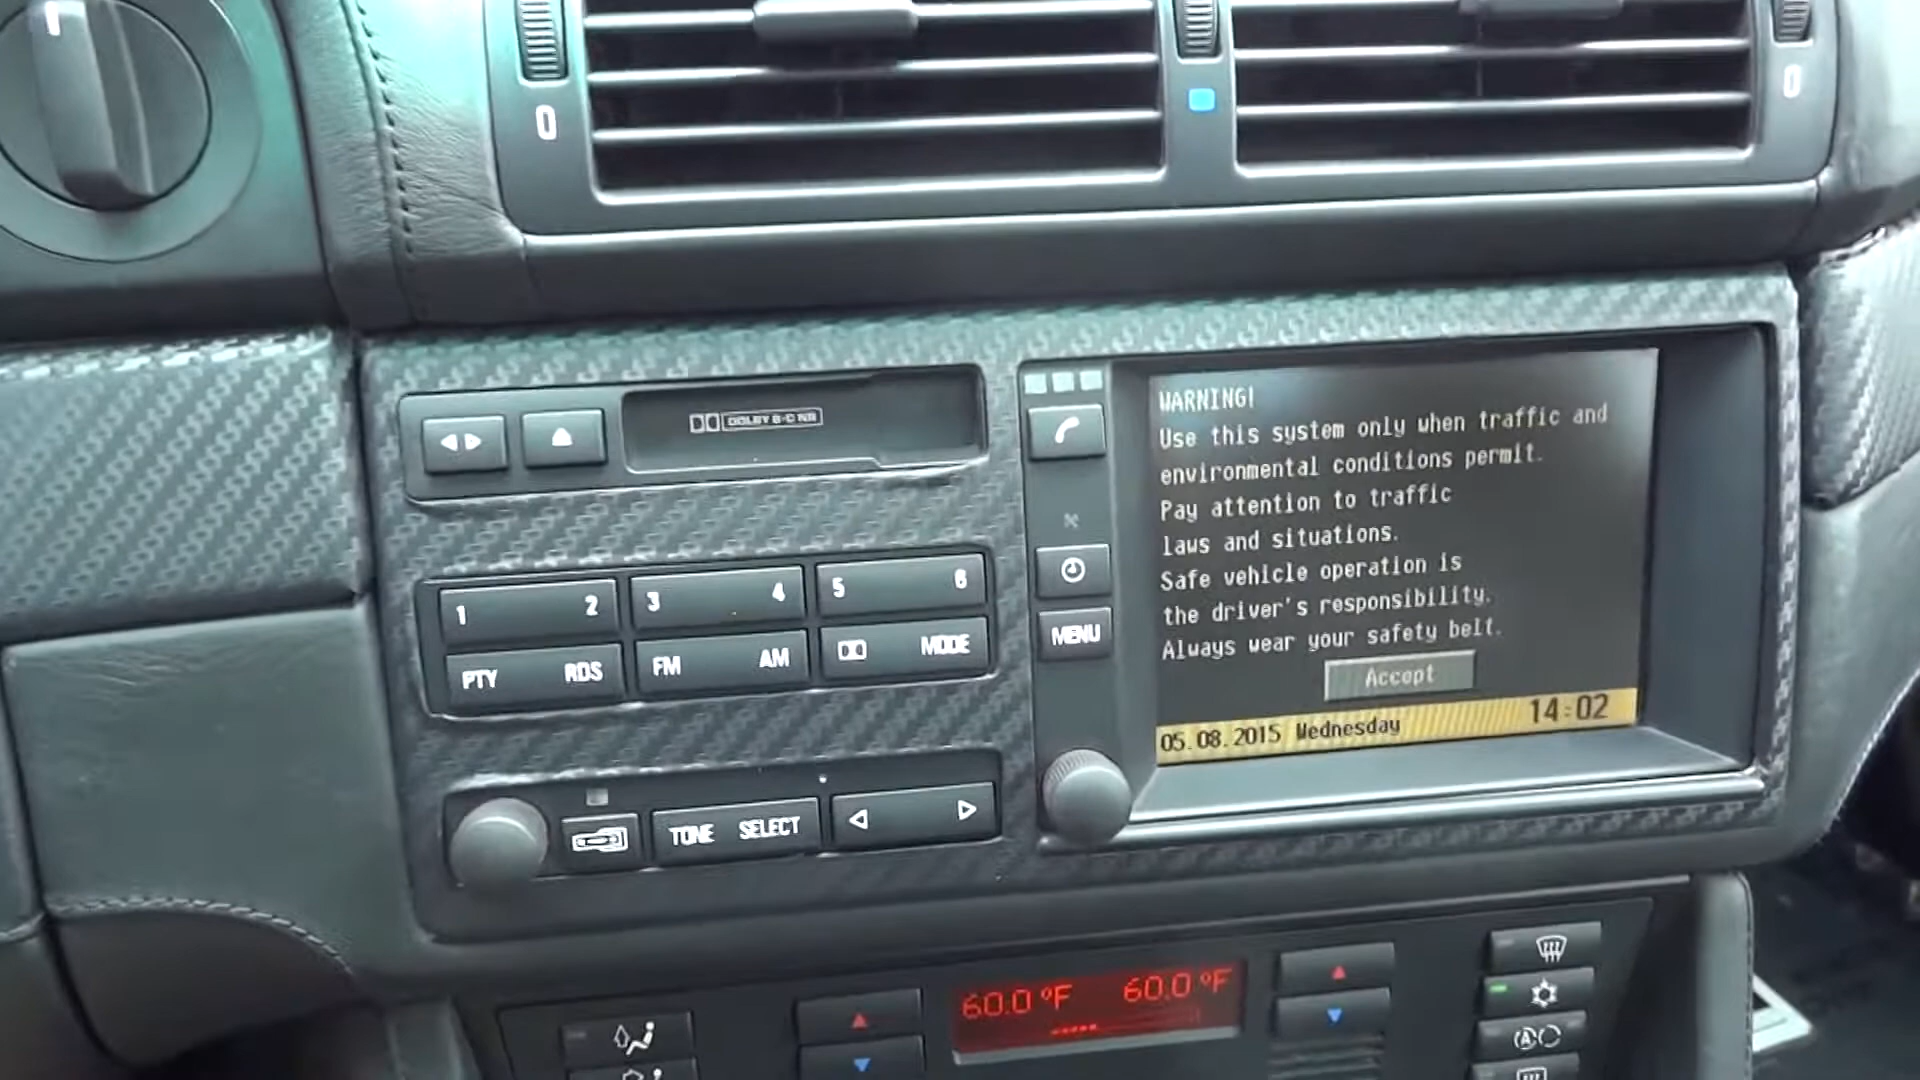 0
0
DOLBY B-C NR
WARNING!
Use this system only when traffic and
environmental conditions permit.
Pay attention to traffic
laws and situations.
Safe vehicle operation is
the driver's responsibility.
Always wear your safety belt.
Accept
05.08.2015 Wednesday 14:02
1 2 3 4 5 6
PTY RDS FM AM MODE
MENU
TONE SELECT
60.0 °F 60.0 °F
A